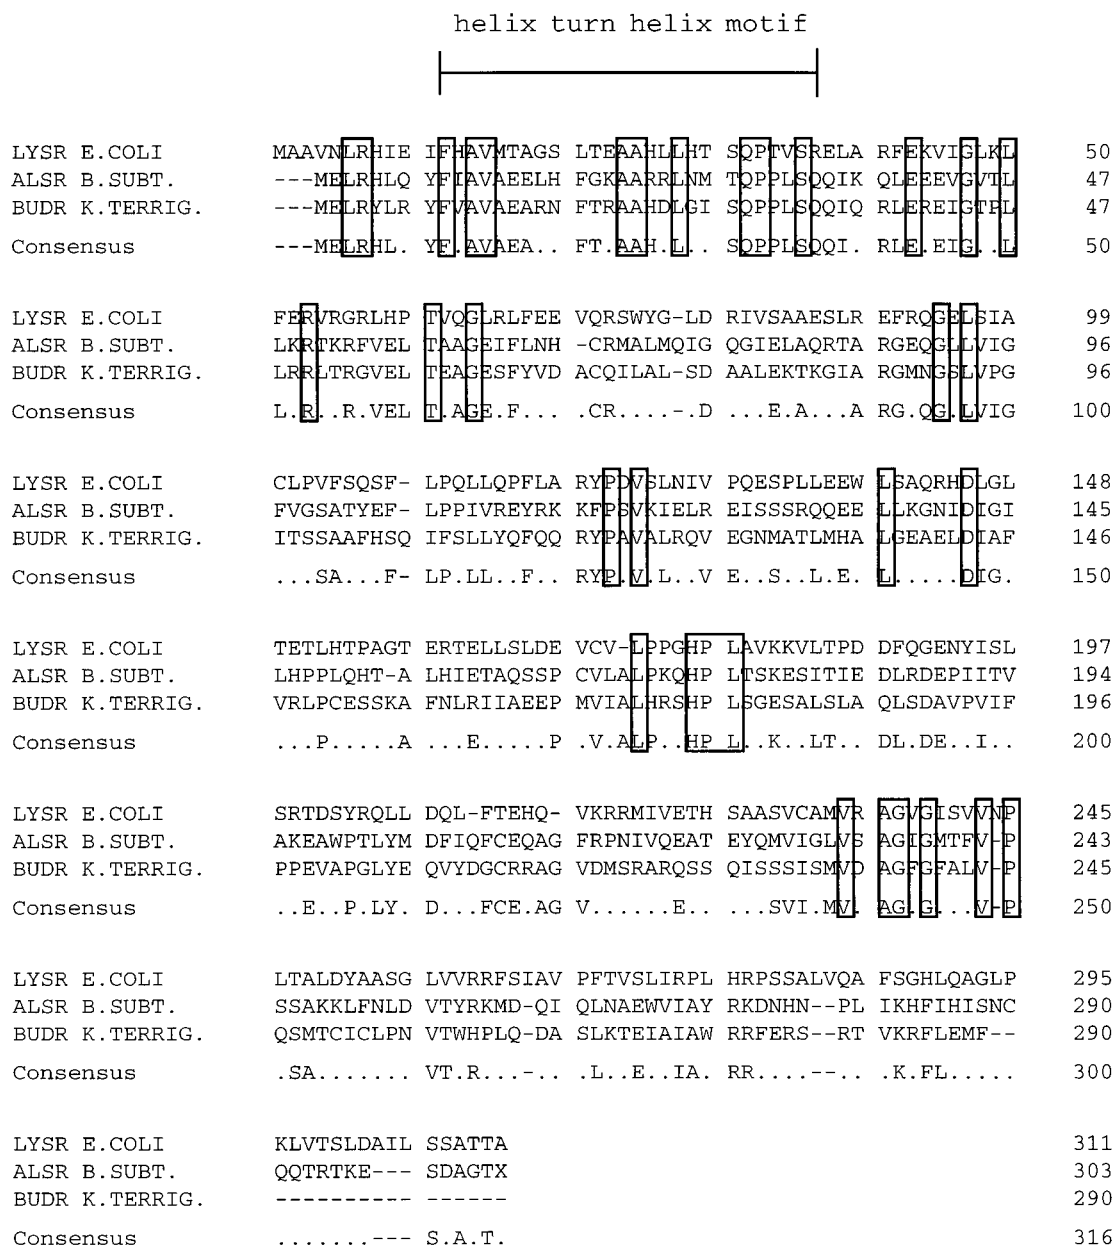 helix turn helix motif
LYSR E.COLI MAAVNLRHIE IFHAVMTAGS LTEAAHLLHT SQPTVSRELA RFEKVIGLKL 50
ALSR B.SUBT. ---MELRHLQ YFIAVAEELH FGKAARRLNM TQPPLSQQIK QLEEEVGVTL 47
BUDR K.TERRIG. ---MELRYLR YFVAVAEARN FTRAAHDLGI SQPPLSQQIQ RLEREIGTPL 47
Consensus ---MELRHL. YF.AVAEA.. FT.AAH.L.. SQPPLSQQI. RLE.EIG..L 50
LYSR E.COLI FERVRGRLHP TVQGLRLFEE VQRSWYG-LD RIVSAAESLR EFRQGELSIA 99
ALSR B.SUBT. LKRTKRFVEL TAAGEIFLNH -CRMALMQIG QGIELAQRTA RGEQGLLVIG 96
BUDR K.TERRIG. LRRLTRGVEL TEAGESFYVD ACQILAL-SD AALEKTKGIA RGMNGSLVPG 96
Consensus L.R..R.VEL T.AGE.F... .CR....-.D ...E.A...A RG.QG.LVIG 100
LYSR E.COLI CLPVFSQSF- LPQLLQPFLA RYPDVSLNIV PQESPLLEEW LSAQRHDLGL 148
ALSR B.SUBT. FVGSATYEF- LPPIVREYRK KFPSVKIELR EISSSRQQEE LLKGNIDIGI 145
BUDR K.TERRIG. ITSSAAFHSQ IFSLLYQFQQ RYPAVALRQV EGNMATLMHA LGEAELDIAF 146
Consensus ...SA...F- LP.LL..F.. RYP.V.L..V E..S..L.E. L.....DIG. 150
LYSR E.COLI TETLHTPAGT ERTELLSLDE VCV-LPPGHP LAVKKVLTPD DFQGENYISL 197
ALSR B.SUBT. LHPPLQHT-A LHIETAQSSP CVLALPKQHP LTSKESITIE DLRDEPIITV 194
BUDR K.TERRIG. VRLPCESSKA FNLRIIAEEP MVIALHRSHP LSGESALSLA QLSDAVPVIF 196
Consensus ...P.....A ...E.....P .V.ALP..HP L..K..LT.. DL.DE..I.. 200
LYSR E.COLI SRTDSYRQLL DQL-FTEHQ- VKRRMIVETH SAASVCAMVR AGVGISVVNP 245
ALSR B.SUBT. AKEAWPTLYM DFIQFCEQAG FRPNIVQEAT EYQMVIGLVS AGIGMTFV-P 243
BUDR K.TERRIG. PPEVAPGLYE QVYDGCRRAG VDMSRARQSS QISSSISMVD AGFGFALV-P 245
Consensus ..E..P.LY. D...FCE.AG V......E.. ....SVI.MV. AG.G...V-P 250
LYSR E.COLI LTALDYAASG LVVRRFSIAV PFTVSLIRPL HRPSSALVQA FSGHLQAGLP 295
ALSR B.SUBT. SSAKKLFNLD VTYRKMD-QI QLNAEWVIAY RKDNHN--PL IKHFIHISNC 290
BUDR K.TERRIG. QSMTCICLPN VTWHPLQ-DA SLKTEIAIAW RRFERS--RT VKRFLEMF-- 290
Consensus .SA....... VT.R...-.. .L..E..IA. RR....--.. .K.FL..... 300
LYSR E.COLI KLVTSLDAIL SSATTA 311
ALSR B.SUBT. QQTRTKE--- SDAGTX 303
BUDR K.TERRIG. ---------- ------ 290
Consensus .......--- S.A.T. 316